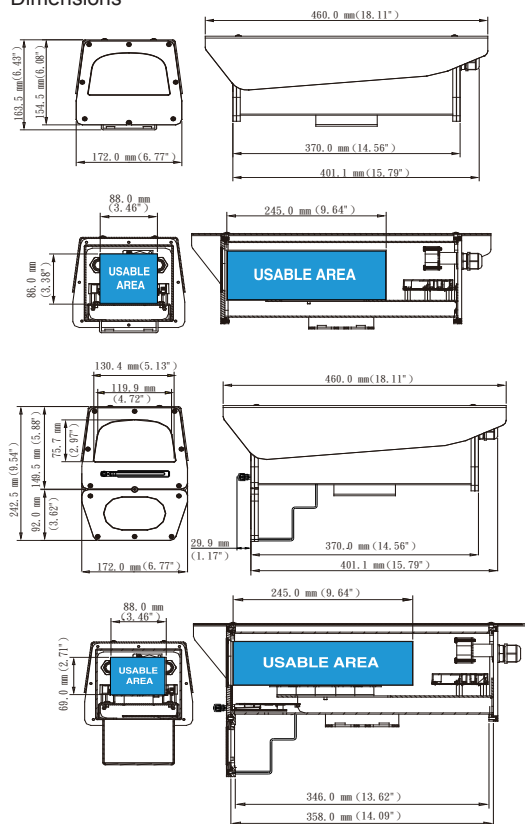 Dimensions
460.0 mm(18.11")
163.5 mm(6.43")
154.5 mm(6.08")
172.0 mm(6.77")
370.0 mm(14.56")
401.1 mm(15.79")
88.0 mm
(3.46")
245.0 mm (9.64")
86.0 mm
(3.38")
USABLE
AREA
USABLE AREA
130.4 mm(5.13")
119.9 mm
(4.72")
460.0 mm(18.11")
242.5 mm(9.54")
149.5 mm(5.88")
75.7 mm
(2.97")
92.0 mm
(3.62")
172.0 mm(6.77")
29.9 mm
(1.17")
370.0 mm(14.56")
401.1 mm(15.79")
88.0 mm
(3.46")
245.0 mm (9.64")
69.0 mm(2.71")
USABLE
AREA
USABLE AREA
346.0 mm(13.62")
358.0 mm(14.09")